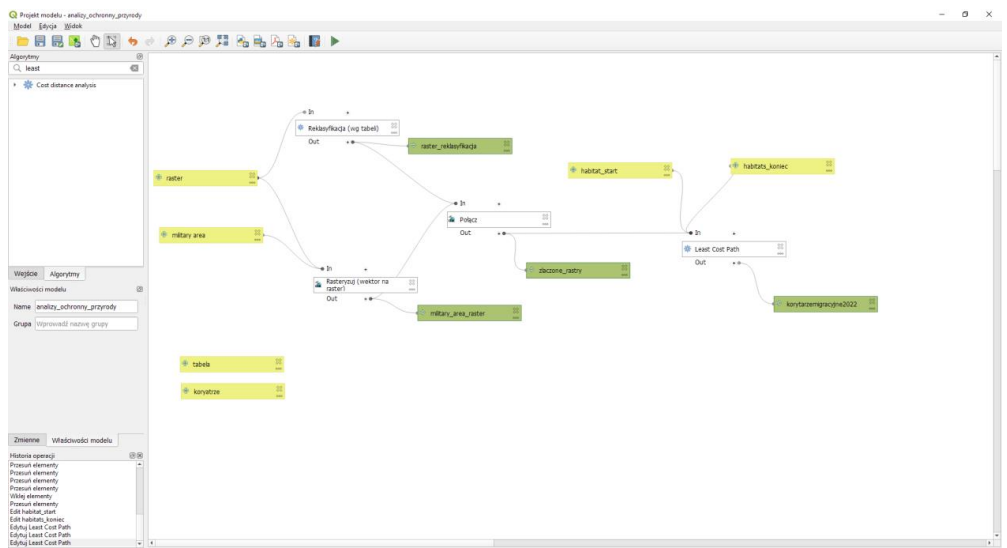 Projekt modelu - analizy_ochronny_przyrody
Model Edycja Widok
Algorytmy
least
Cost distance analysis
Wejście Algorytmy
Właściwości modelu
Name analizy_ochronny_przyrody
Grupa Wprowadź nazwę grupy
Zmienne Właściwości modelu
Historia operacji
Przesuń elementy
Przesuń elementy
Przesuń elementy
Przesuń elementy
Wklej elementy
Przesuń elementy
Edit habitat_start
Edit habitats_koniec
Edytuj Least Cost Path
Edytuj Least Cost Path
Edytuj Least Cost Path
In
Reklasyfikacja (wg tabeli)
Out
raster_reklasyfikacja
raster
habitat_start
habitats_koniec
In
Połącz
Out
military area
In
Least Cost Path
Out
In
Rasteryzuj (wektor na
raster)
Out
zlaczone_rastry
military_area_raster
korytarzemigracyjne2022
tabela
koryatrze